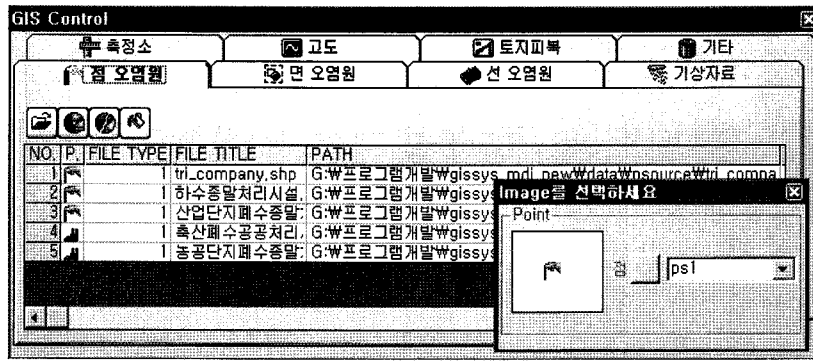 GIS Control
측정소 고도 토지피복 기타
점 오염원 면 오염원 선 오염원 기상자료
NO. P. FILE TYPE FILE TITLE PATH
1 1 tri_company.shp G:₩프로그램개발₩gissys_mdi_new₩data₩psource₩tri_compa
2 1 하수종말처리시설. G:₩프로그램개발₩gissys
3 1 산업단지폐수종말 G:₩프로그램개발₩gissys
4 1 축산폐수공공처리. G:₩프로그램개발₩gissys
5 1 농공단지폐수종말 G:₩프로그램개발₩gissys
Image를 선택하세요
Point
점 ps1